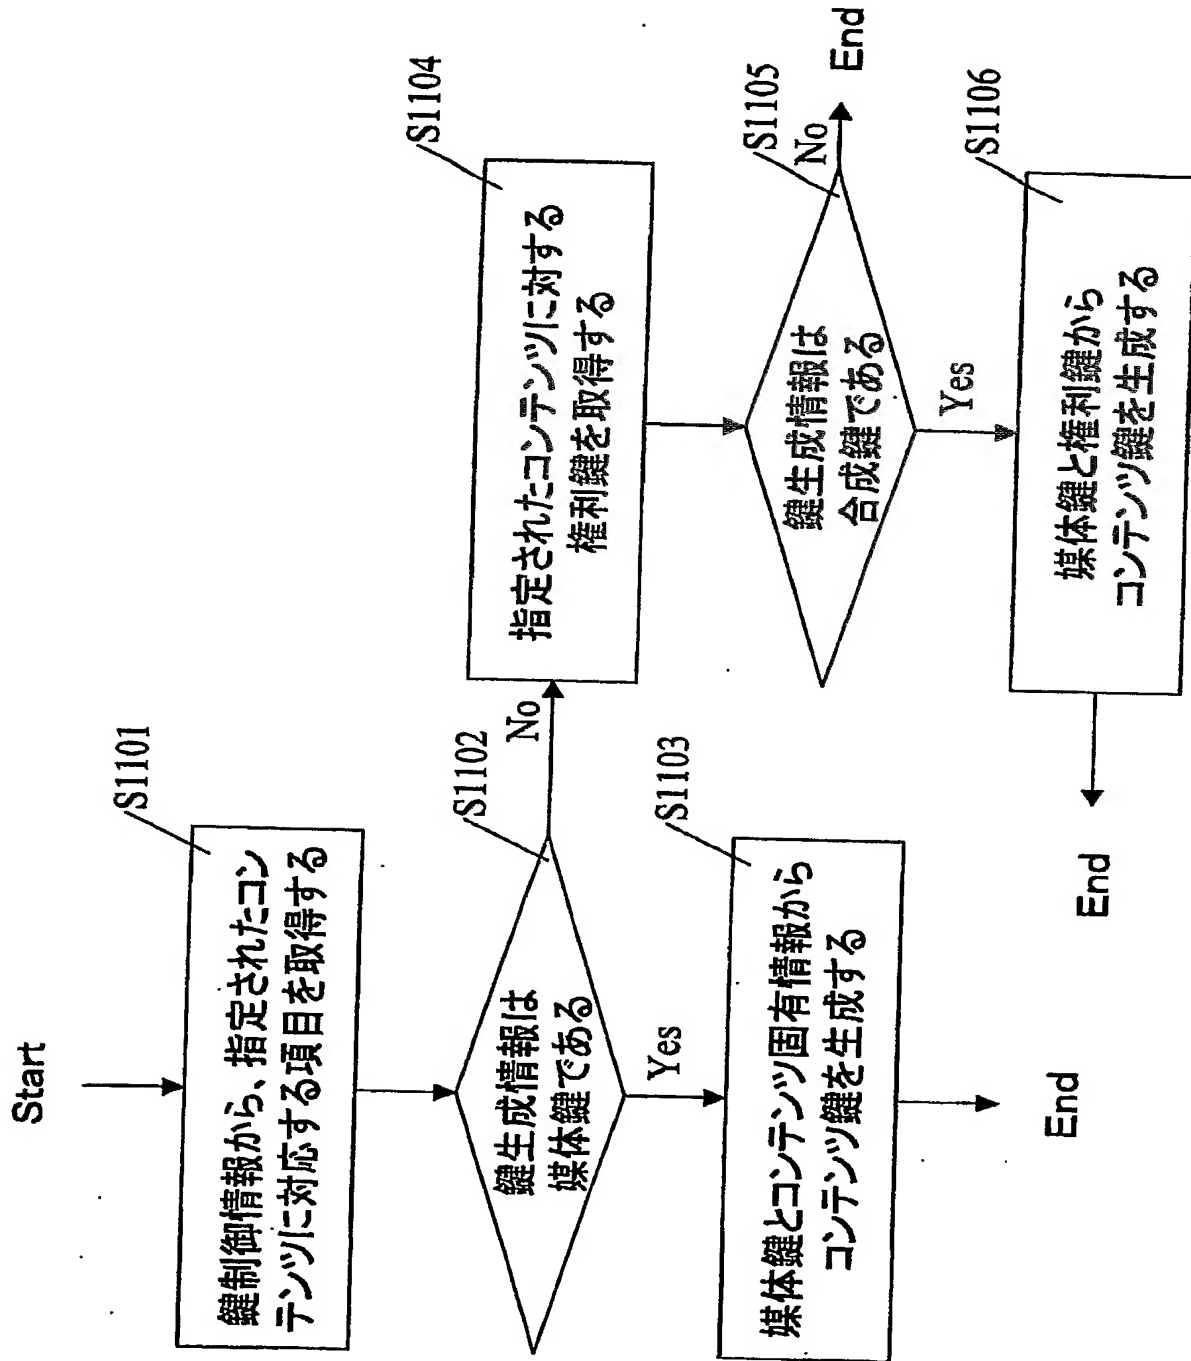 Start
S1101
鍵制御情報から、指定されたコン
テンツに対応する項目を取得する
S1102
鍵生成情報は
媒体鍵である
No
Yes
S1103
媒体鍵とコンテンツ固有情報から
コンテンツ鍵を生成する
End
S1104
指定されたコンテンツに対する
権利鍵を取得する
S1105
鍵生成情報は
合成鍵である
No
End
Yes
S1106
媒体鍵と権利鍵から
コンテンツ鍵を生成する
End